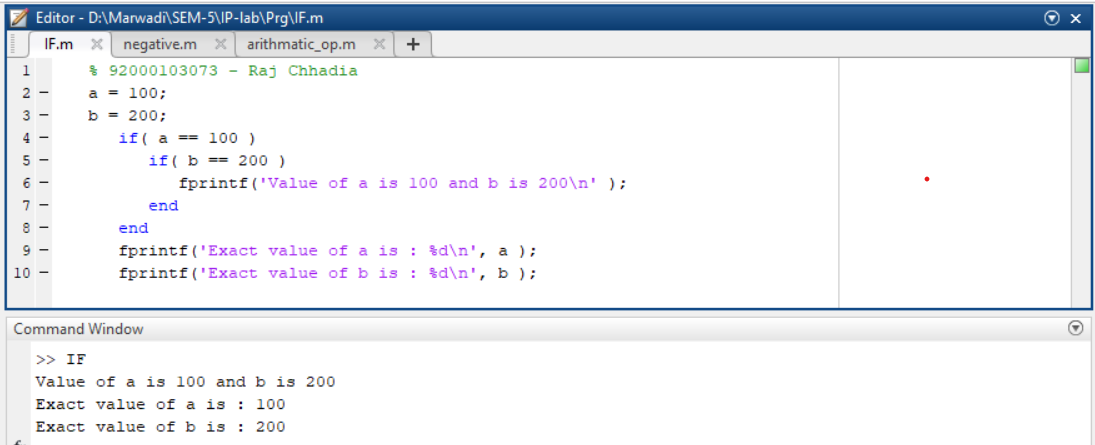 Editor - D:\Marwadi\SEM-5\IP-lab\Prg\IF.m
IF.m negative.m arithmatic_op.m +
1 % 92000103073 - Raj Chhadia
2 - a = 100;
3 - b = 200;
4 - if( a == 100 )
5 - if( b == 200 )
6 - fprintf('Value of a is 100 and b is 200\n' );
7 - end
8 - end
9 - fprintf('Exact value of a is : %d\n', a );
10 - fprintf('Exact value of b is : %d\n', b );
Command Window
>> IF
Value of a is 100 and b is 200
Exact value of a is : 100
Exact value of b is : 200